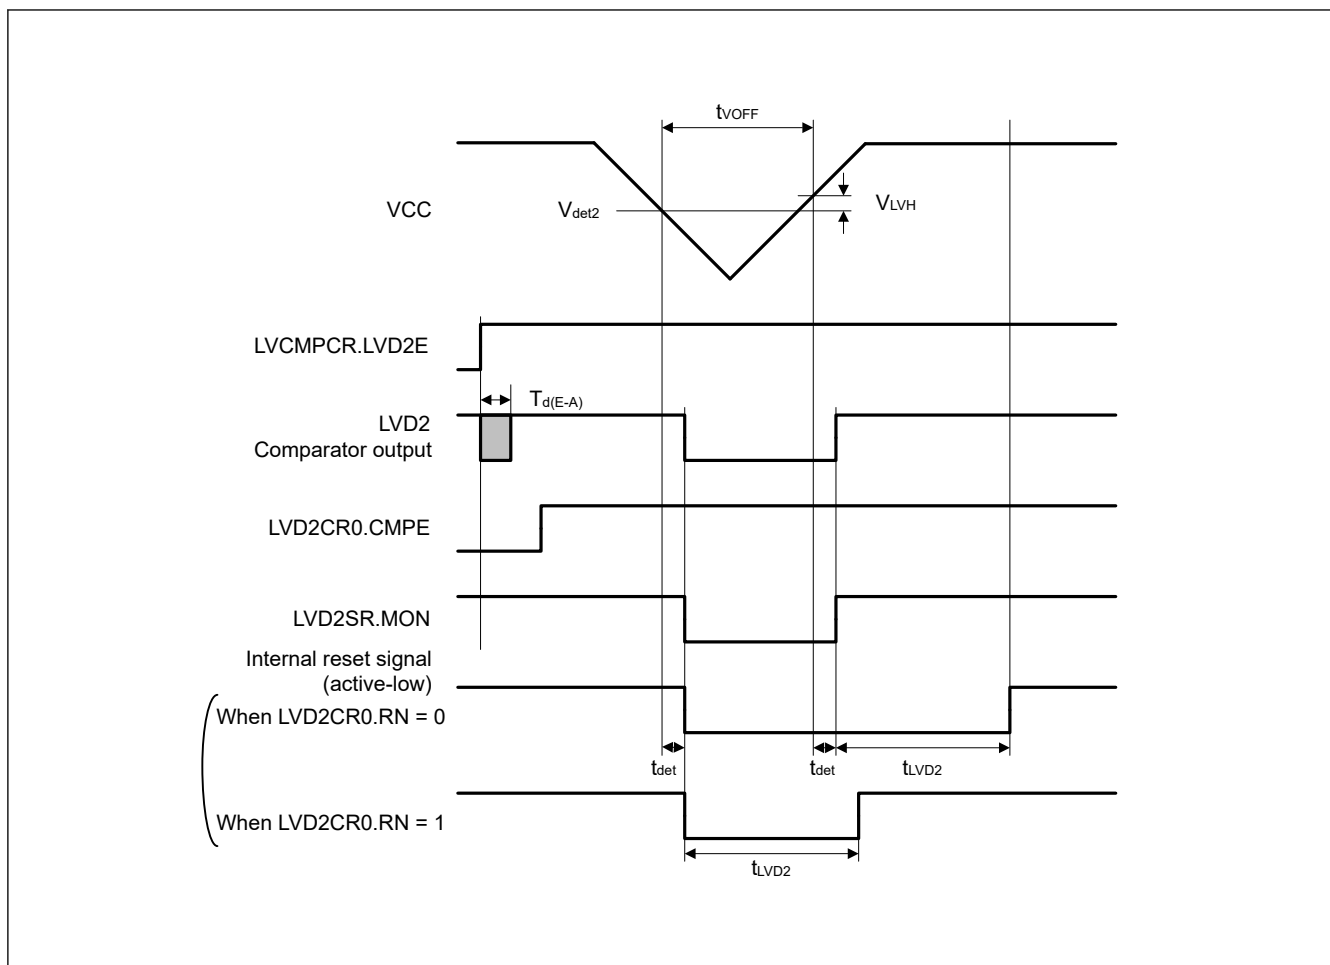 tVOFF
VCC
Vdet2
VLVH
LVCMPCR.LVD2E
Td(E-A)
LVD2
Comparator output
LVD2CR0.CMPE
LVD2SR.MON
Internal reset signal
(active-low)
When LVD2CR0.RN = 0
tdet
tdet
tLVD2
When LVD2CR0.RN = 1
tLVD2